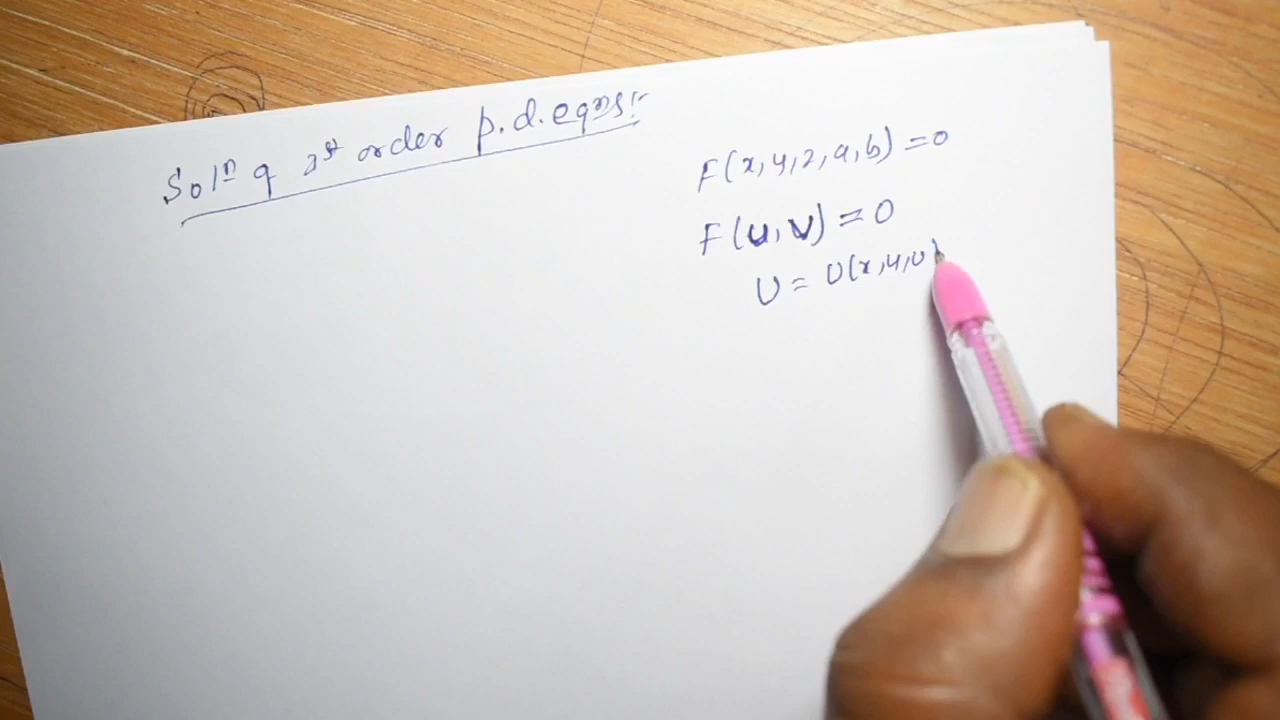 Solⁿ of 1st order p.d.eqⁿs:-
F(x,y,z,a,b) = 0
F(u,v) = 0
U = U(x,y,u)